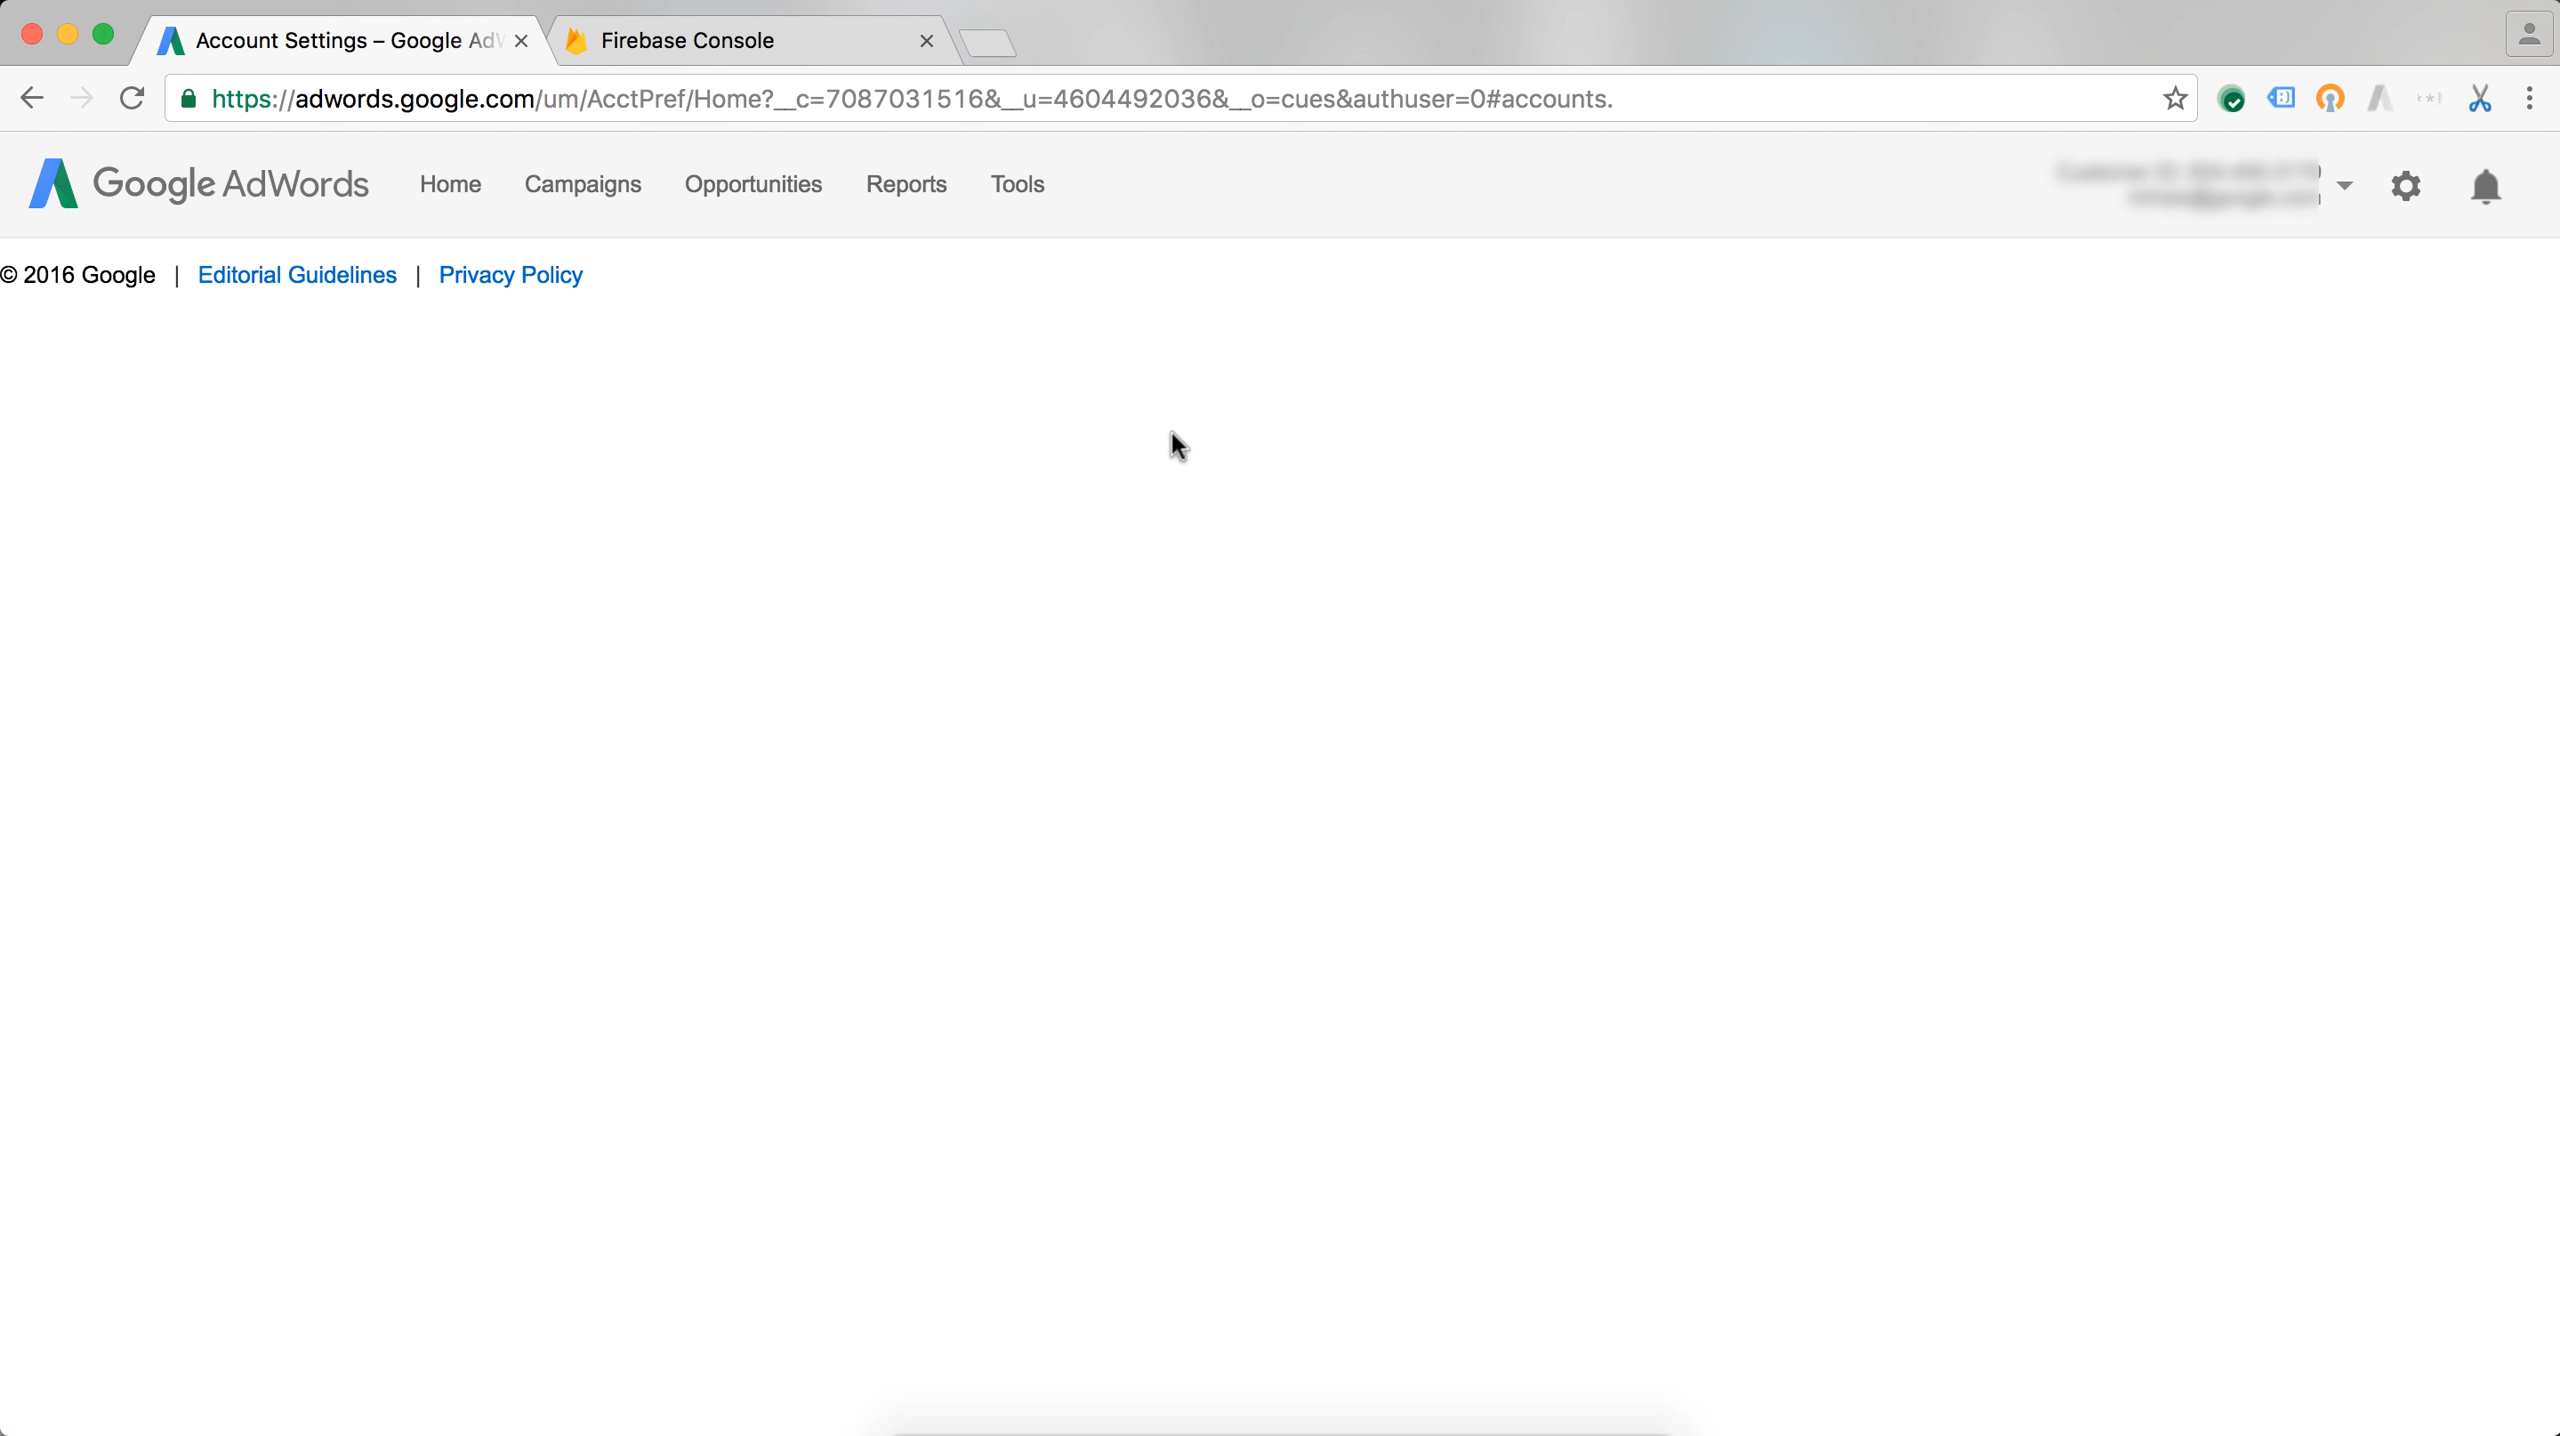 Account Settings – Google Ad
Firebase Console
https://adwords.google.com/um/AcctPref/Home?__c=7087031516&__u=4604492036&__o=cues&authuser=0#accounts.
Google AdWords Home Campaigns Opportunities Reports Tools
© 2016 Google | Editorial Guidelines | Privacy Policy